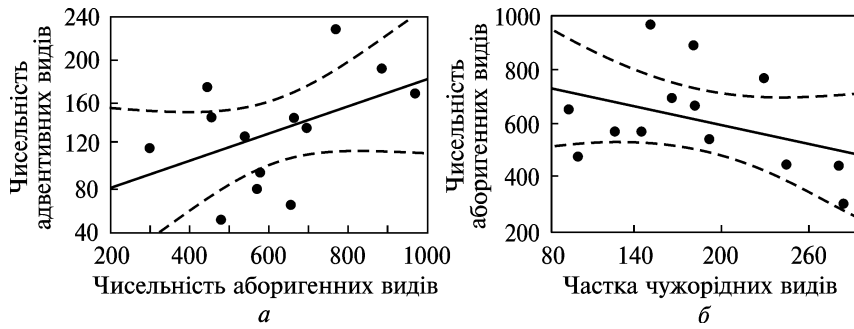 Чисельність
адвентивних видів
240
200
160
120
80
40
200 400 600 800 1000
Чисельність аборигенних видів
а
Чисельність
аборигенних видів
1000
800
600
400
200
80 140 200 260
Частка чужорідних видів
б